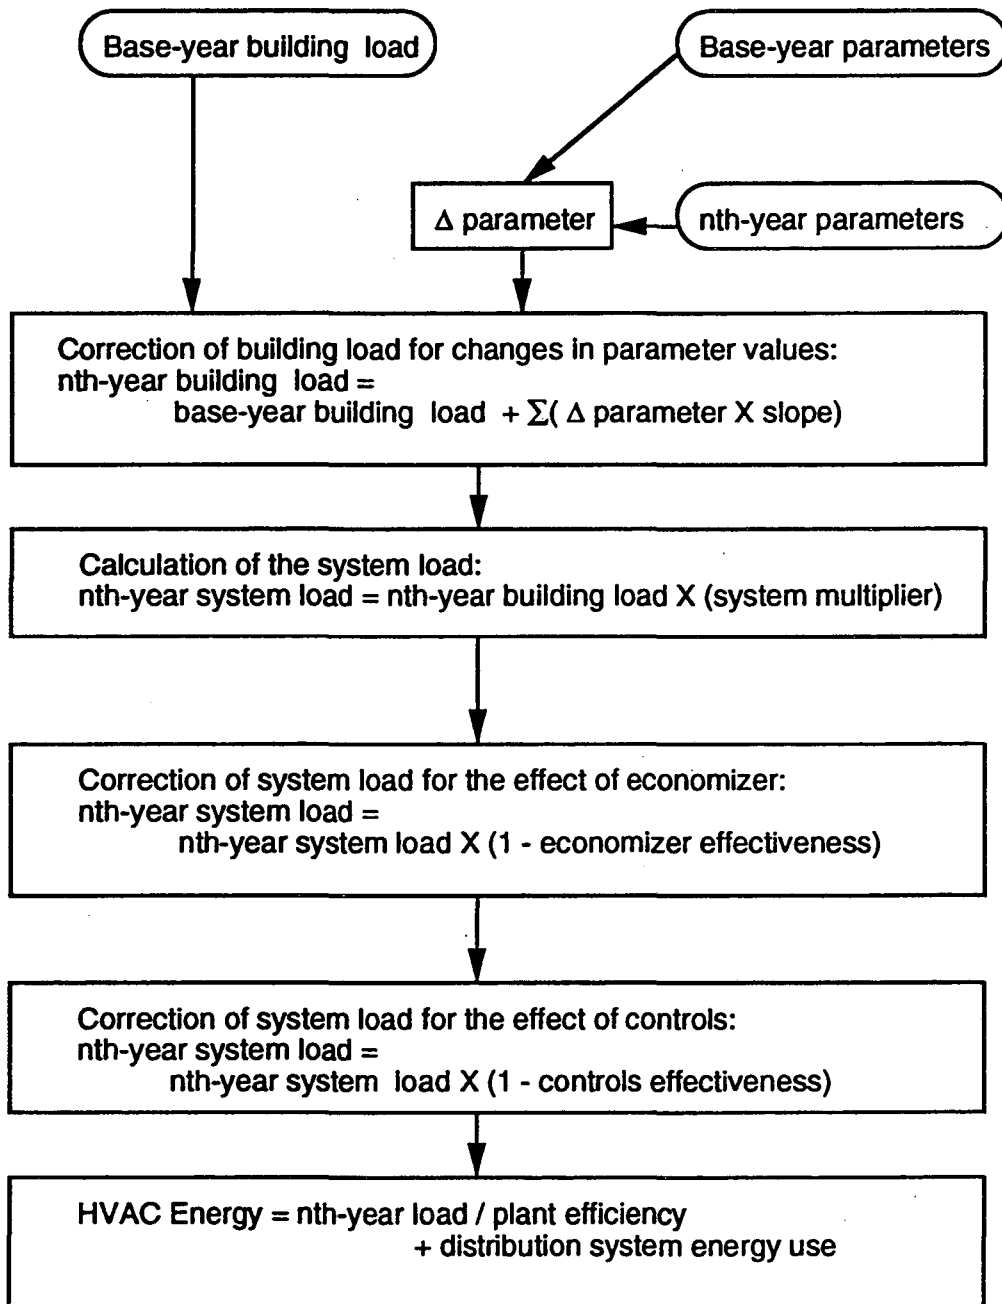 Base-year building load
Base-year parameters
Δ parameter
nth-year parameters
Correction of building load for changes in parameter values:
nth-year building load =
base-year building load + Σ( Δ parameter X slope)
Calculation of the system load:
nth-year system load = nth-year building load X (system multiplier)
Correction of system load for the effect of economizer:
nth-year system load =
nth-year system load X (1 - economizer effectiveness)
Correction of system load for the effect of controls:
nth-year system load =
nth-year system load X (1 - controls effectiveness)
HVAC Energy = nth-year load / plant efficiency
+ distribution system energy use